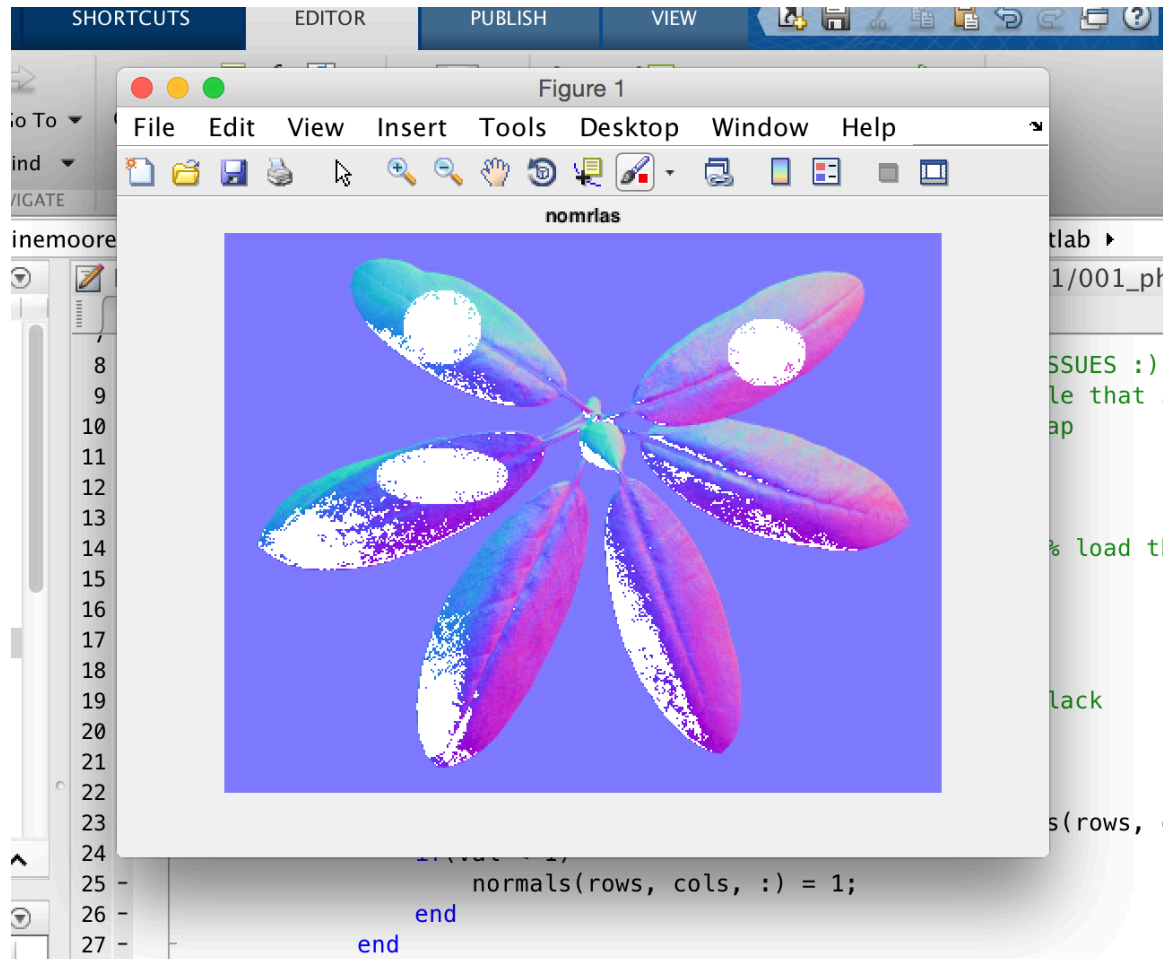 SHORTCUTS EDITOR PUBLISH VIEW
Figure 1
Go To
File Edit View Insert Tools Desktop Window Help
ind
VIGATE
nomrlas
inemoore
tlab
1/001_ph
8 SSUES :)
9 le that
10 ap
11
12
13
14 % load th
15
16
17
18
19 lack
20
21
22
23 s(rows,
24
25 - normals(rows, cols, :) = 1;
26 - end
27 - end